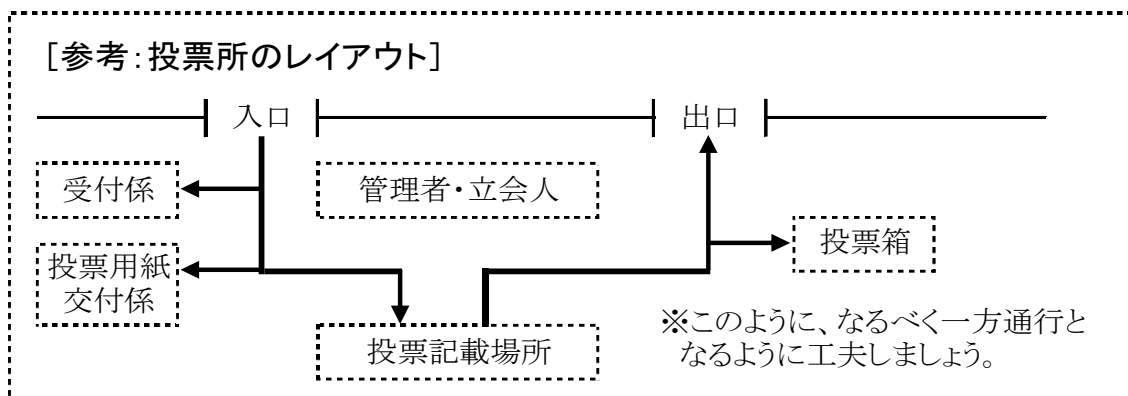 [参考:投票所のレイアウト]
入口
出口
受付係
管理者・立会人
投票箱
投票用紙
交付係
投票記載場所
※このように、なるべく一方通行と
なるように工夫しましょう。